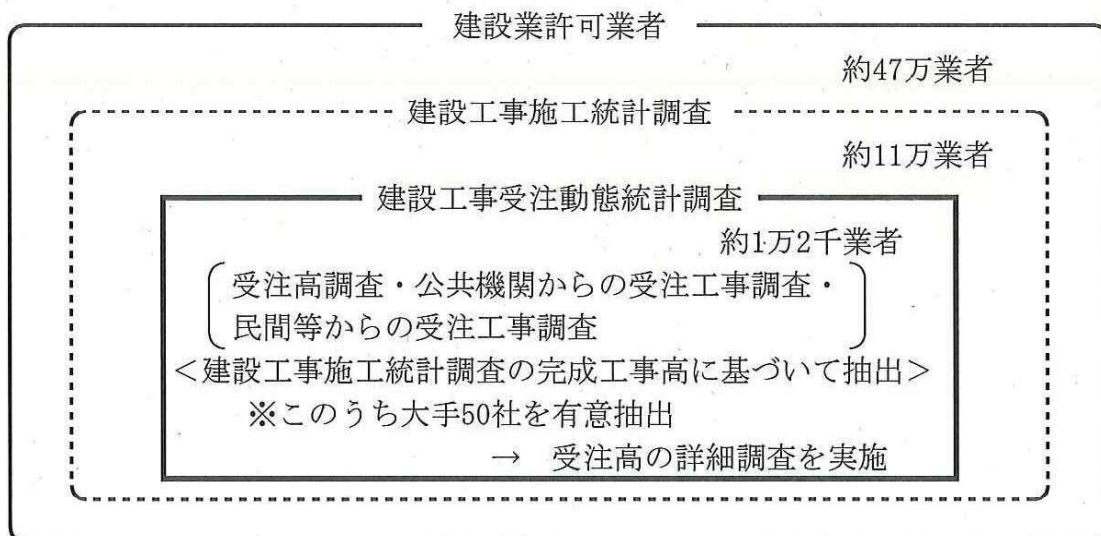 建設業許可業者
約47万業者
建設工事施工統計調査
約11万業者
建設工事受注動態統計調査
約1万2千業者
受注高調査・公共機関からの受注工事調査・
民間等からの受注工事調査
<建設工事施工統計調査の完成工事高に基づいて抽出>
※このうち大手50社を有意抽出
→ 受注高の詳細調査を実施